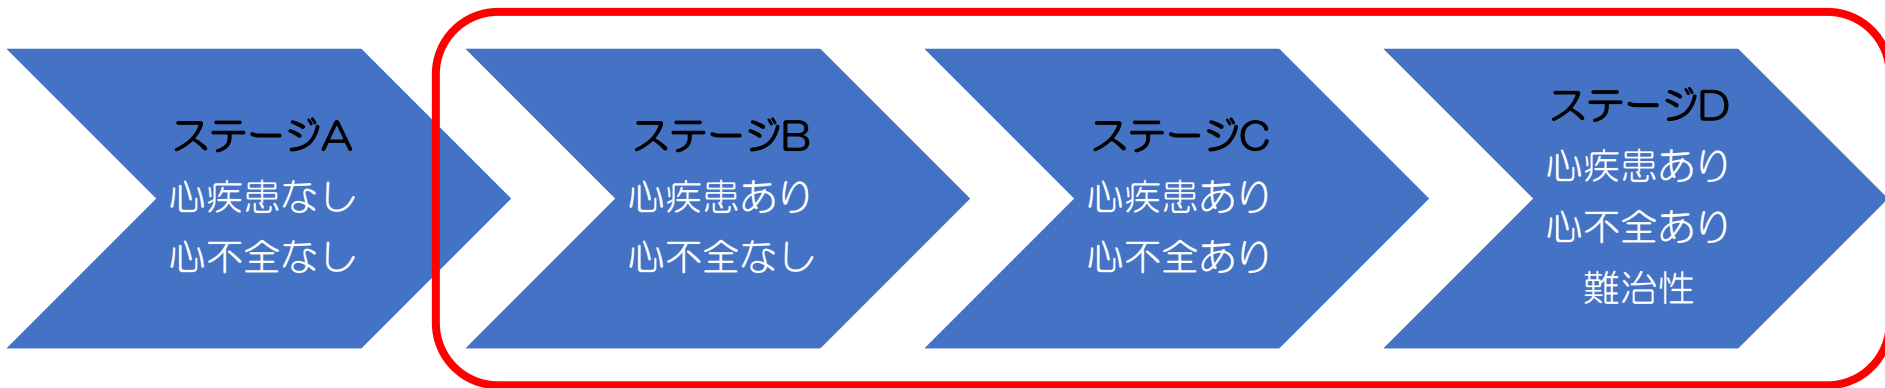 ステージA
心疾患なし
心不全なし
ステージB
心疾患あり
心不全なし
ステージC
心疾患あり
心不全あり
ステージD
心疾患あり
心不全あり
難治性